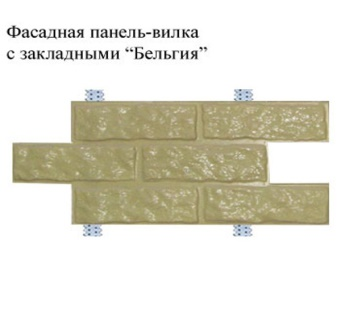 Фасадная панель-вилка
с закладными “Бельгия”